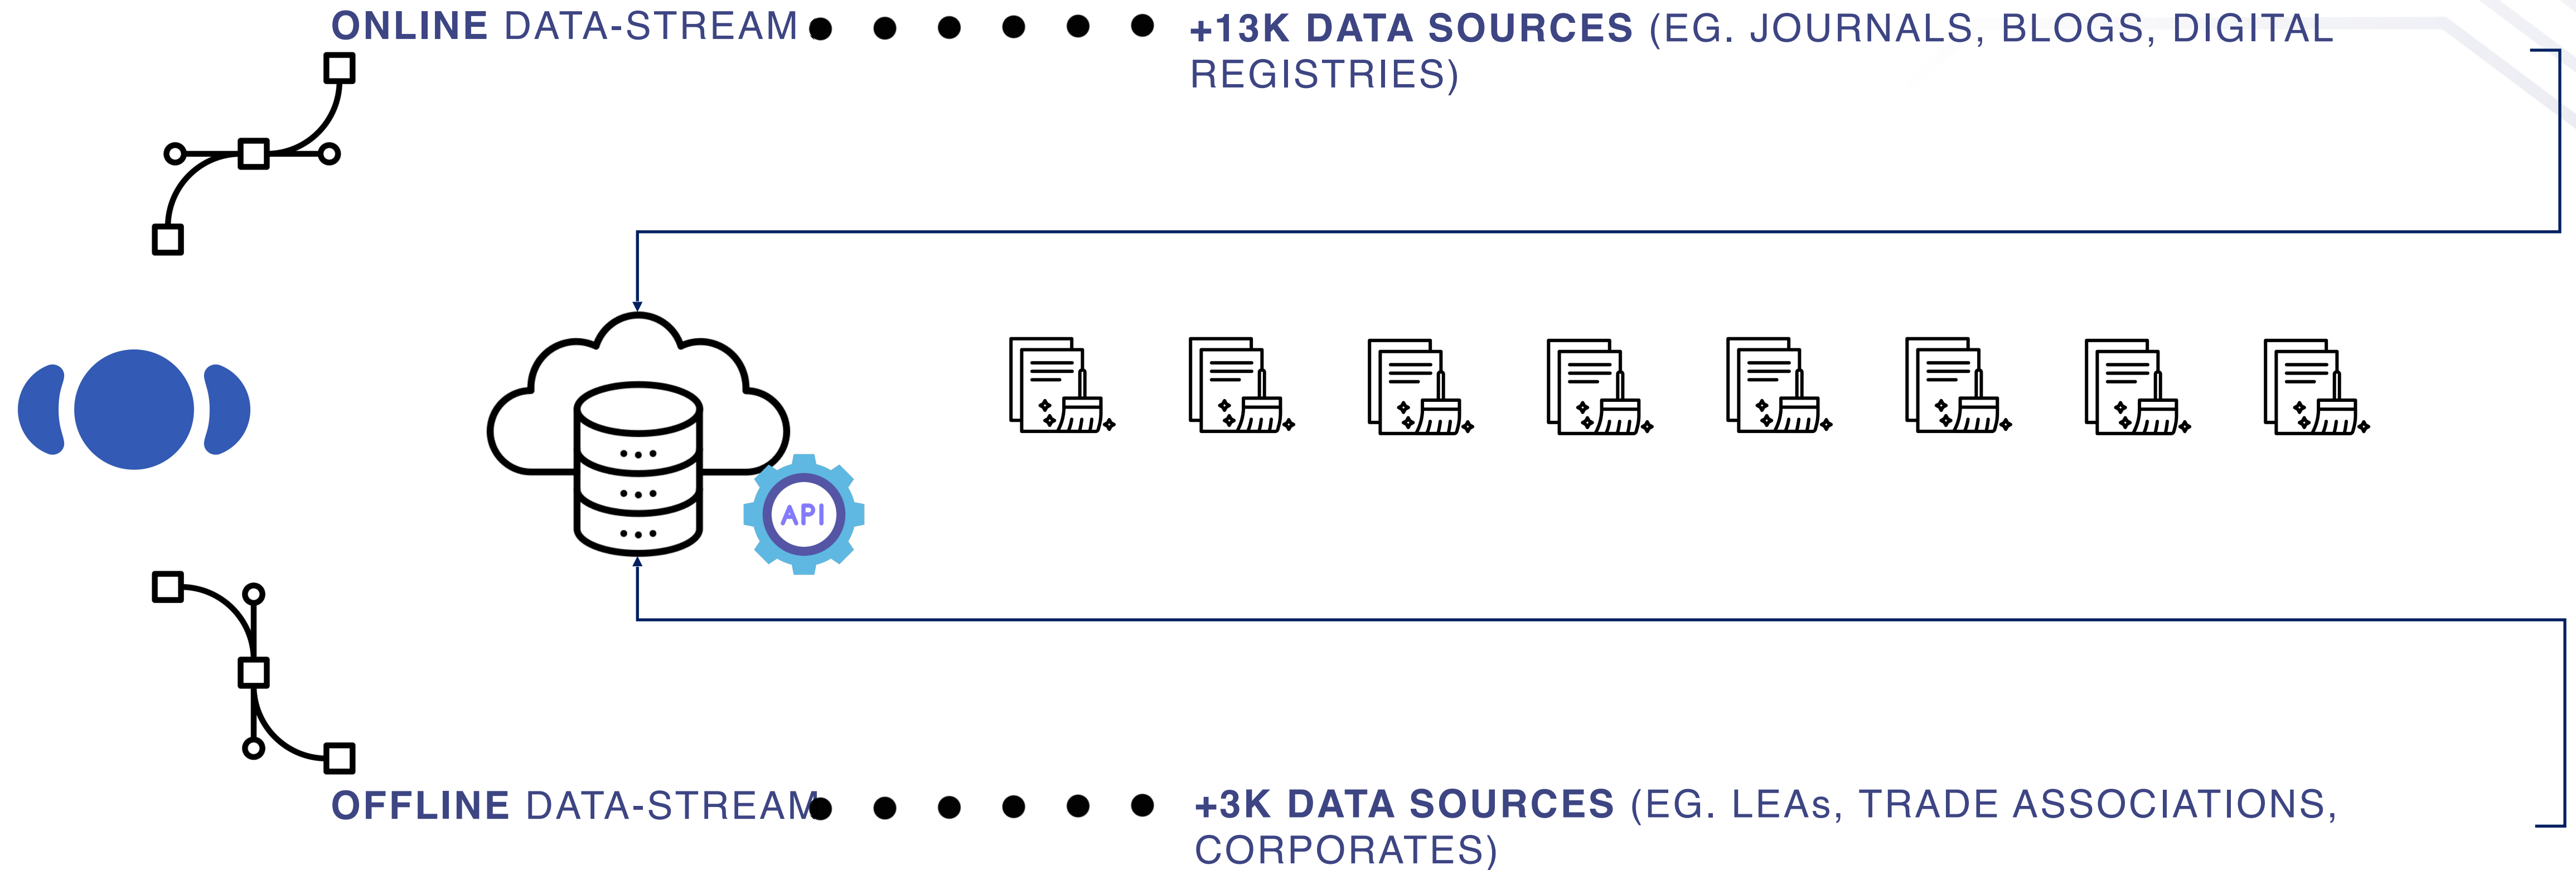 ONLINE DATA-STREAM
+13K DATA SOURCES (EG. JOURNALS, BLOGS, DIGITAL
REGISTRIES)
API
OFFLINE DATA-STREAM
+3K DATA SOURCES (EG. LEAs, TRADE ASSOCIATIONS,
CORPORATES)